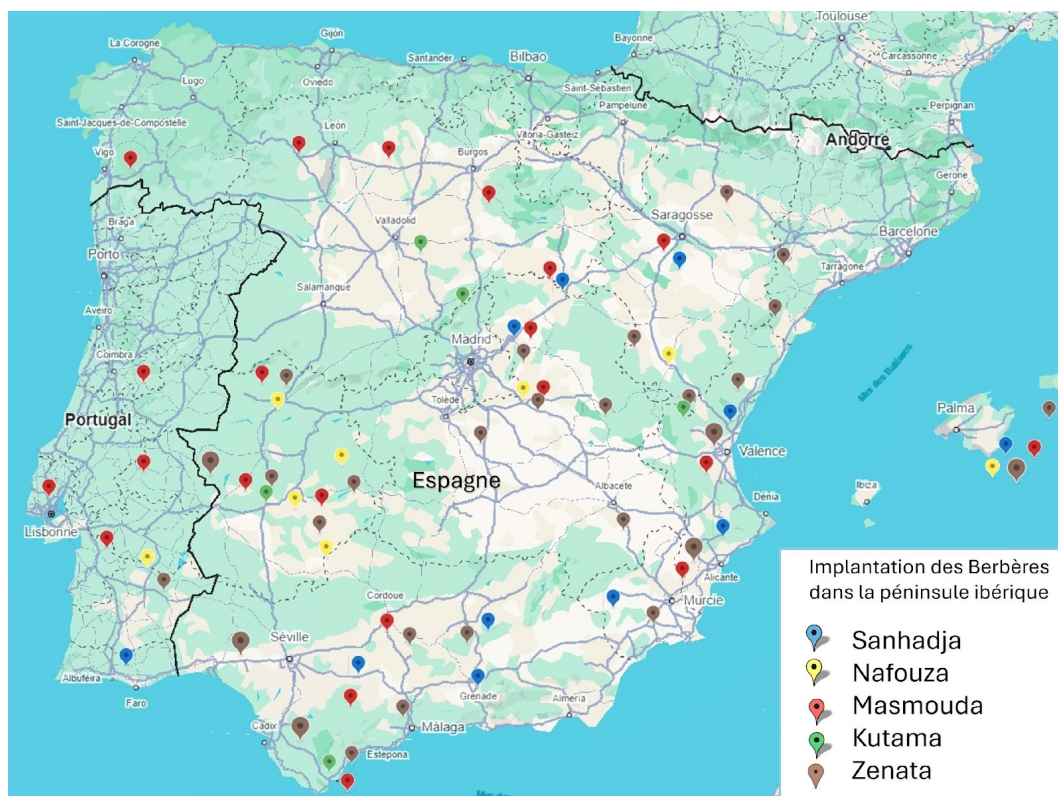 Toulouse
Gijón
La Corogne
Bayonne
Santander
Bilbao
Carcassonne
Saint-Sébastien
Oviedo
Lugo
Pampelune
Perpignan
Saint-Jacques-de-Compostelle
León
Vitoria-Gasteiz
Andorre
Vigo
Burgos
Gerone
Braga
Valladolid
Saragosse
Barcelone
Porto
Tarragone
Salamanque
Aveiro
Madrid
Coimbra
Mer des Baléares
Tolède
Palma
Portugal
Valence
Espagne
Ibiza
Albacete
Dénia
Lisbonne
Alicante
Murcie
Cordoue
Séville
Albufeira
Faro
Grenade
Almería
Cadix
Málaga
Estepona
Implantation des Berbères
dans la péninsule ibérique
Sanhadja
Nafouza
Masmouda
Kutama
Zenata